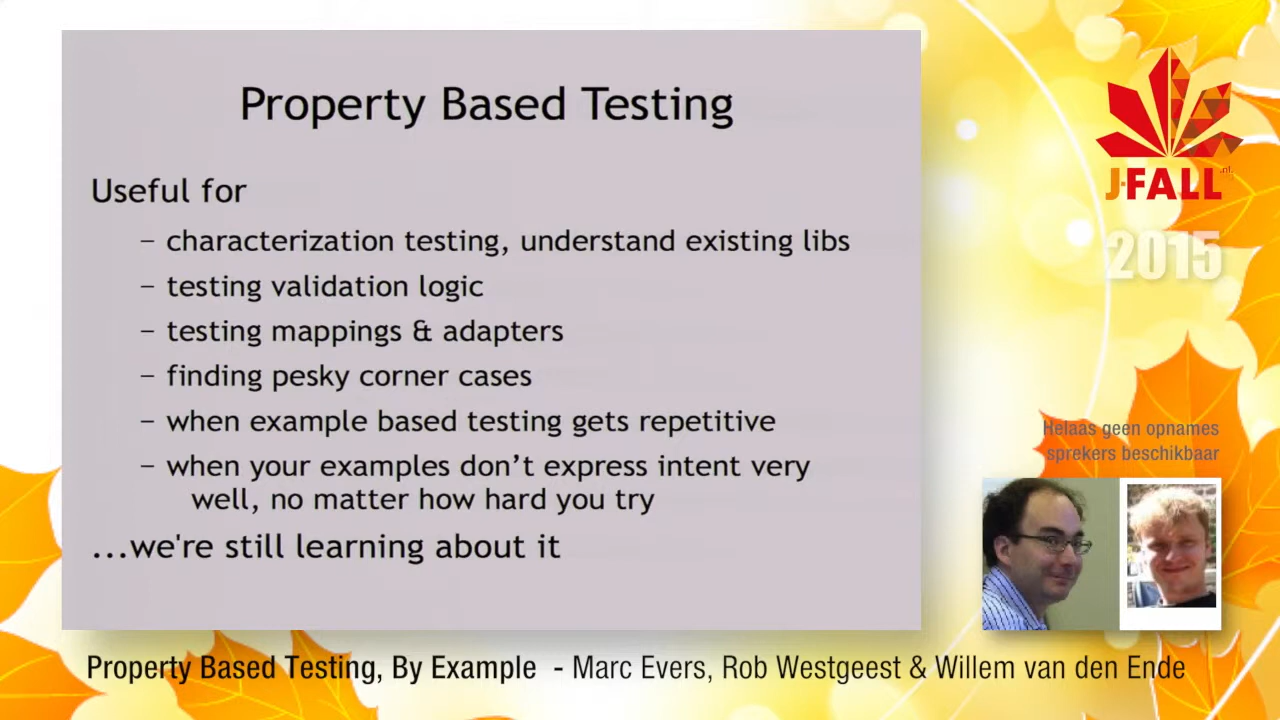 Property Based Testing
Useful for
– characterization testing, understand existing libs
– testing validation logic
– testing mappings & adapters
– finding pesky corner cases
– when example based testing gets repetitive
– when your examples don’t express intent very
well, no matter how hard you try
...we're still learning about it
J-FALL.nl
2015
Helaas geen opnames
sprekers beschikbaar
Property Based Testing, By Example - Marc Evers, Rob Westgeest & Willem van den Ende